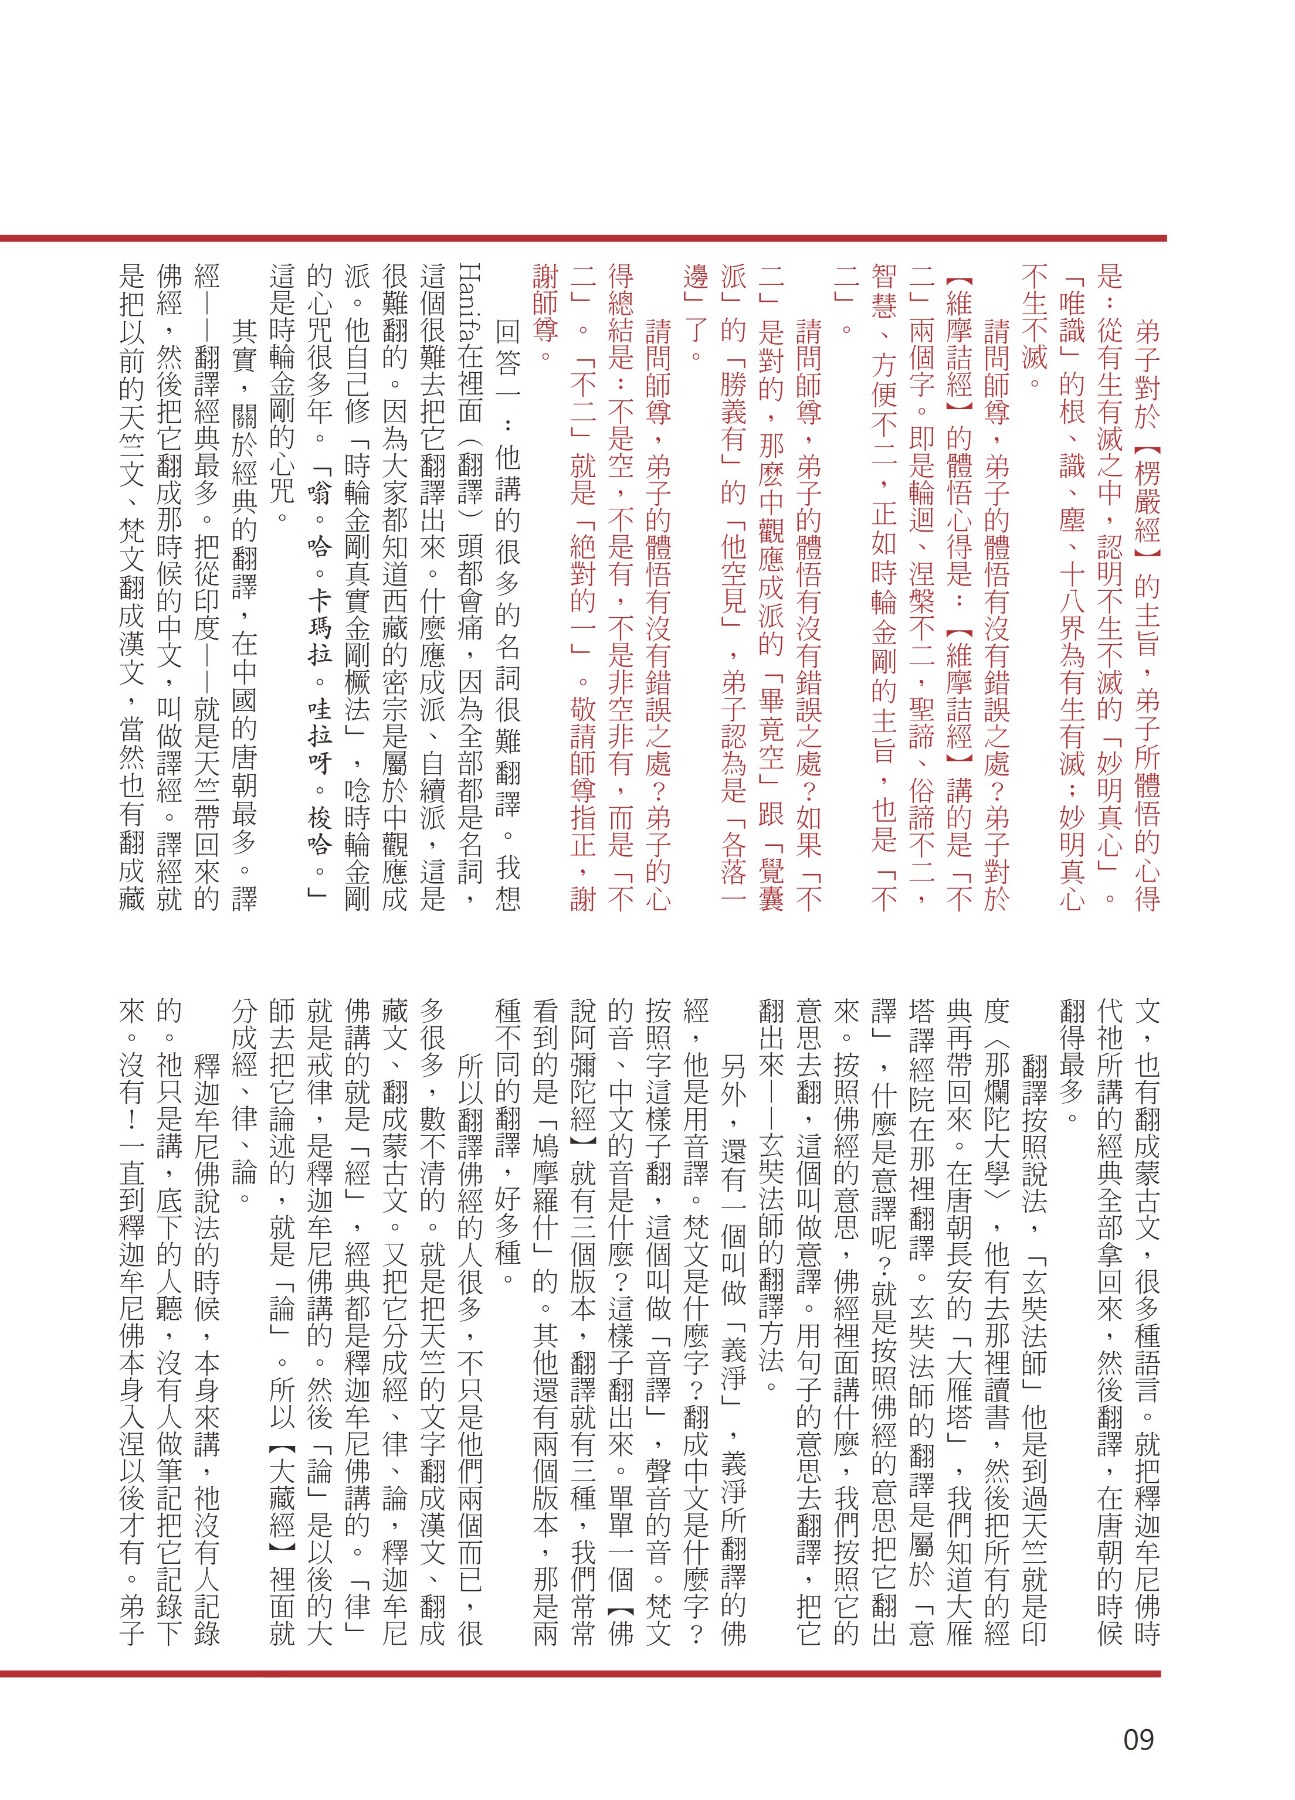 弟子對於【楞嚴經】的主旨，弟子所體悟的心得
是：從有生有滅之中，認明不生不滅的「妙明真心」。
「唯識」的根、識、塵、十八界為有生有滅；妙明真心
不生不滅。
請問師尊，弟子的體悟有沒有錯誤之處？弟子對於
【維摩詰經】的體悟心得是：【維摩詰經】講的是「不
二」兩個字。即是輪迴、涅槃不二，聖諦、俗諦不二，
智慧、方便不二，正如時輪金剛的主旨，也是「不
二」。
請問師尊，弟子的體悟有沒有錯誤之處？如果「不
二」是對的，那麼中觀應成派的「畢竟空」跟「覺囊
派」的「勝義有」的「他空見」，弟子認為是「各落一
邊」了。
請問師尊，弟子的體悟有沒有錯誤之處？弟子的心
得總結是：不是空，不是有，不是非空非有，而是「不
二」。「不二」就是「絕對的一」。敬請師尊指正，謝
謝師尊。
回答一：他講的很多的名詞很難翻譯。我想
Hanifa在裡面（翻譯）頭都會痛，因為全部都是名詞，
這個很難去把它翻譯出來。什麼應成派、自續派，這是
很難翻的。因為大家都知道西藏的密宗是屬於中觀應成
派。他自己修「時輪金剛真實金剛橛法」，唸時輪金剛
的心咒很多年。「嗡。哈。卡瑪拉。哇拉呀。梭哈。」
這是時輪金剛的心咒。
其實，關於經典的翻譯，在中國的唐朝最多。譯
經——翻譯經典最多。把從印度——就是天竺帶回來的
佛經，然後把它翻成那時候的中文，叫做譯經。譯經就
是把以前的天竺文、梵文翻成漢文，當然也有翻成藏
文，也有翻成蒙古文，很多種語言。就把釋迦牟尼佛時
代祂所講的經典全部拿回來，然後翻譯，在唐朝的時候
翻得最多。
翻譯按照說法，「玄奘法師」他是到過天竺就是印
度〈那爛陀大學〉，他有去那裡讀書，然後把所有的經
典再帶回來。在唐朝長安的「大雁塔」，我們知道大雁
塔譯經院在那裡翻譯。玄奘法師的翻譯是屬於「意
譯」，什麼是意譯呢？就是按照佛經的意思把它翻出
來。按照佛經的意思，佛經裡面講什麼，我們按照它的
意思去翻，這個叫做意譯。用句子的意思去翻譯，把它
翻出來——玄奘法師的翻譯方法。
另外，還有一個叫做「義淨」，義淨所翻譯的佛
經，他是用音譯。梵文是什麼字？翻成中文是什麼字？
按照字這樣子翻，這個叫做「音譯」，聲音的音。梵文
的音、中文的音是什麼？這樣子翻出來。單單一個【佛
說阿彌陀經】就有三個版本，翻譯就有三種，我們常常
看到的是「鳩摩羅什」的。其他還有兩個版本，那是兩
種不同的翻譯，好多種。
所以翻譯佛經的人很多，不只是他們兩個而已，很
多很多，數不清的。就是把天竺的文字翻成漢文、翻成
藏文、翻成蒙古文。又把它分成經、律、論，釋迦牟尼
佛講的就是「經」，經典都是釋迦牟尼佛講的。「律」
就是戒律，是釋迦牟尼佛講的。然後「論」是以後的大
師去把它論述的，就是「論」。所以【大藏經】裡面就
分成經、律、論。
釋迦牟尼佛說法的時候，本身來講，祂沒有人記錄
的。祂只是講，底下的人聽，沒有人做筆記把它記錄下
來。沒有！一直到釋迦牟尼佛本身入涅以後才有。弟子
09